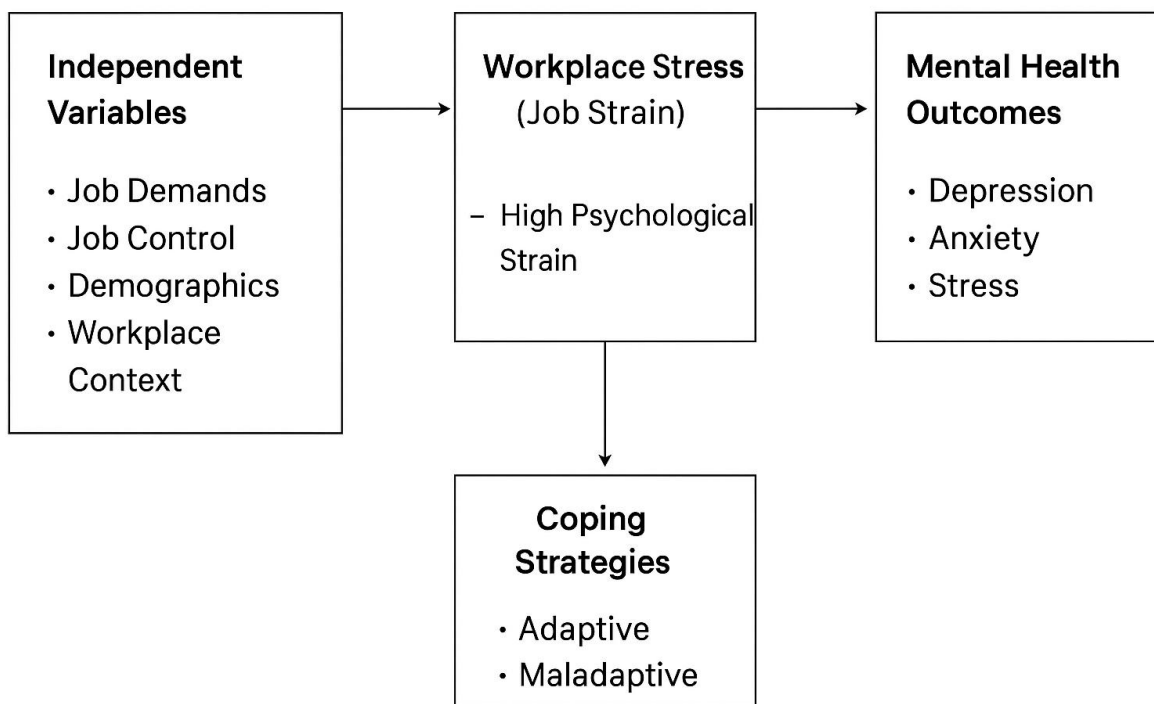 Independent
Variables
• Job Demands
• Job Control
• Demographics
• Workplace
Context
Workplace Stress
(Job Strain)
– High Psychological
Strain
Mental Health
Outcomes
• Depression
• Anxiety
• Stress
Coping
Strategies
• Adaptive
• Maladaptive